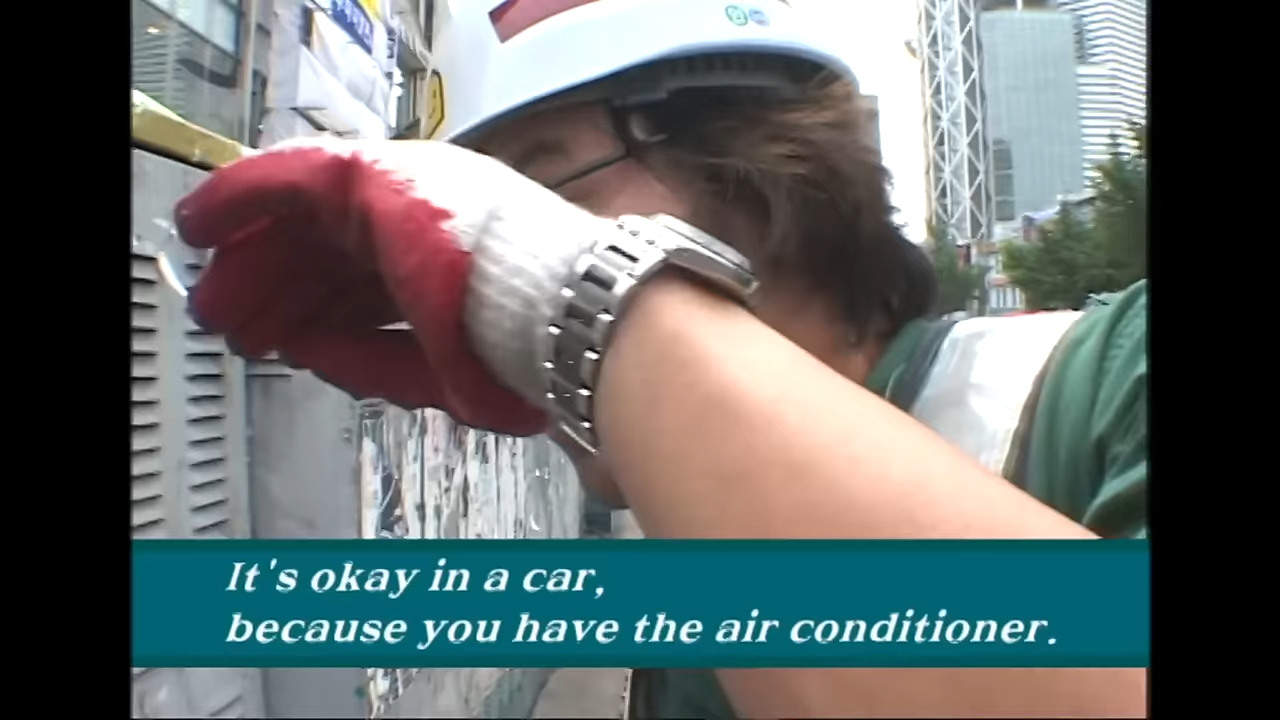 It's okay in a car,
because you have the air conditioner.